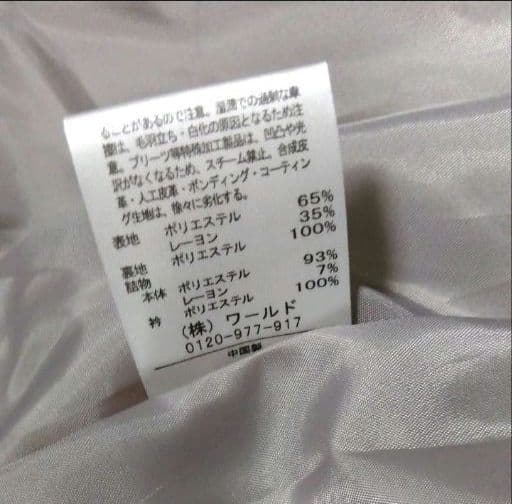 ることがあるので注意。湿潤での過剰な摩
擦は、毛羽立ち・白化の原因となるため注
意。プリーツ等特殊加工製品は、凹凸や光
沢がなくなるため、スチーム禁止。合成皮
革・人工皮革・ボンディング・コーティン
グ生地は、徐々に劣化する。
表地 ポリエステル 65%
レーヨン 35%
裏地 ポリエステル 100%
詰物
本体 ポリエステル 93%
レーヨン 7%
衿 ポリエステル 100%
(株) ワールド
0120-977-917
中国製